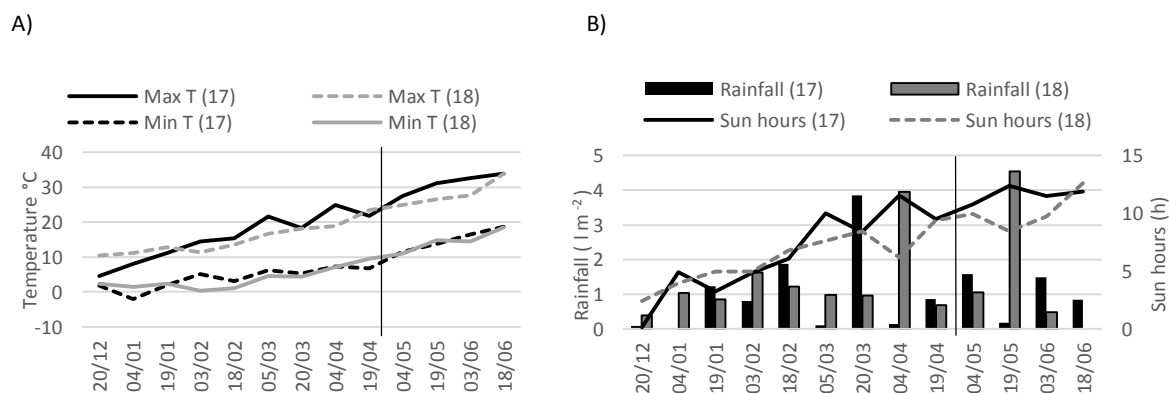 A)
B)
Max T (17) Max T (18)
Min T (17) Min T (18)
Temperature °C
40
30
20
10
0
-10
20/12 04/01 19/01 03/02 18/02 05/03 20/03 04/04 19/04 04/05 19/05 03/06 18/06
Rainfall (17) Rainfall (18)
Sun hours (17) Sun hours (18)
Rainfall ( l m⁻²)
5
4
3
2
1
0
15
10
5
0
Sun hours (h)
20/12 04/01 19/01 03/02 18/02 05/03 20/03 04/04 19/04 04/05 19/05 03/06 18/06